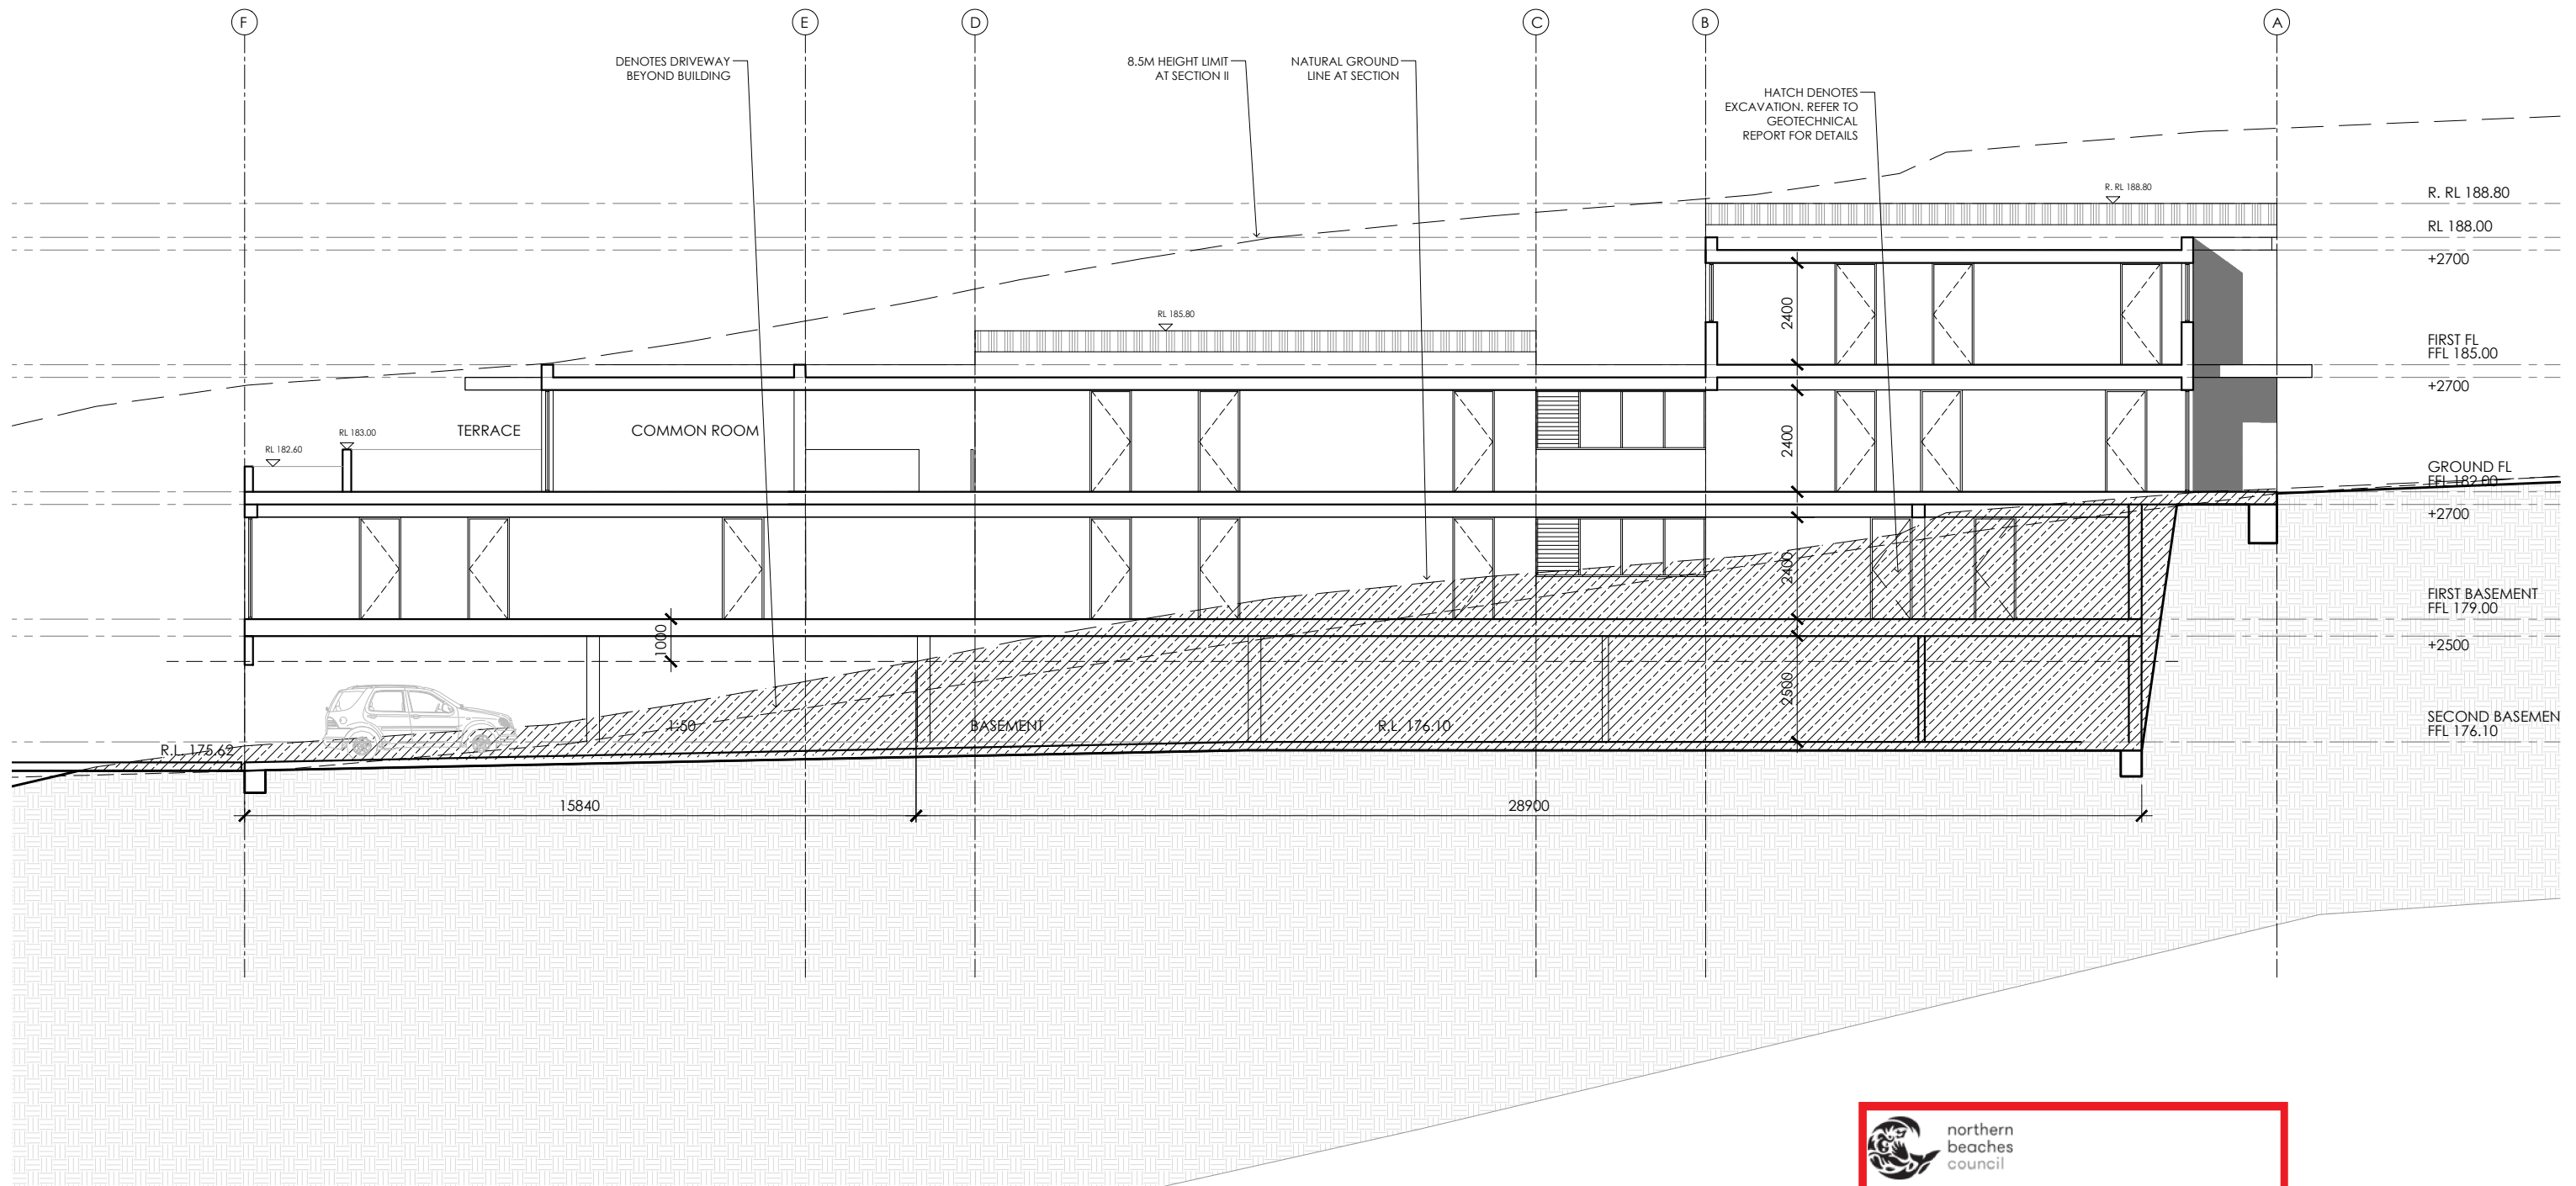 F
E
D
C
B
A
DENOTES DRIVEWAY
BEYOND BUILDING
8.5M HEIGHT LIMIT
AT SECTION II
NATURAL GROUND
LINE AT SECTION
HATCH DENOTES
EXCAVATION. REFER TO
GEOTECHNICAL
REPORT FOR DETAILS
R. RL 188.80
R. RL 188.80
RL 188.00
+2700
2400
RL 185.80
FIRST FL
FFL 185.00
+2700
RL 182.60
RL 183.00
TERRACE
COMMON ROOM
2400
GROUND FL
FFL 182.00
+2700
2400
FIRST BASEMENT
FFL 179.00
1000
+2500
2500
R.L. 175.62
1:50
BASEMENT
R.L. 176.10
SECOND BASEMEN
FFL 176.10
15840
28900
northern
beaches
council